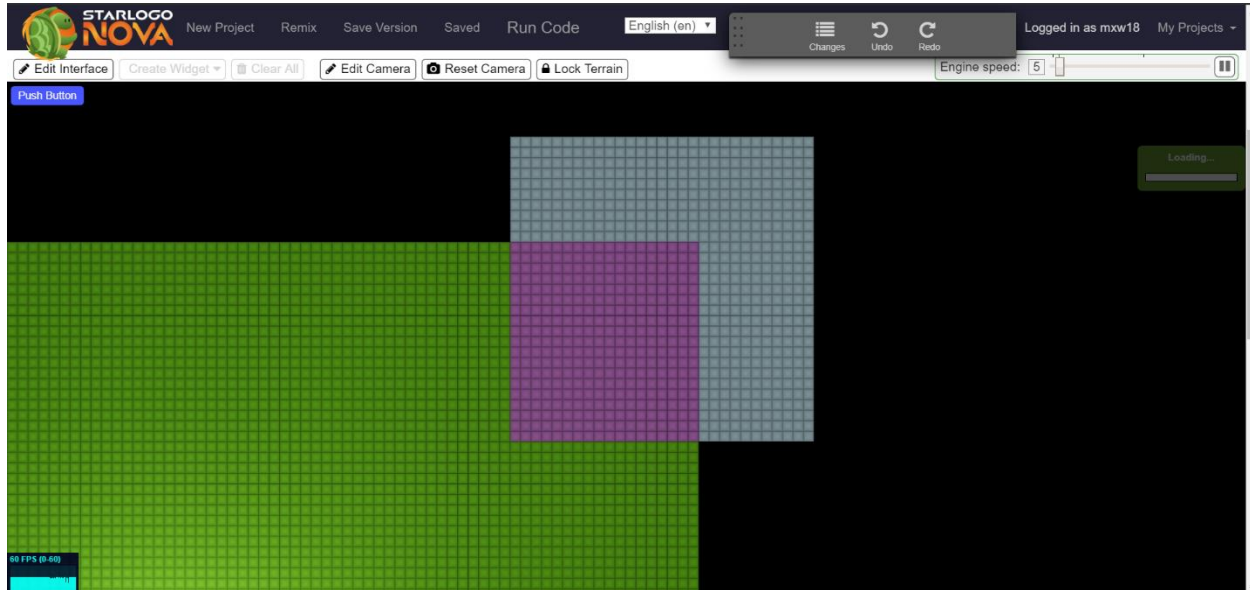 STARLOGO
NOVA
New Project Remix Save Version Saved Run Code English (en) Changes Undo Redo Logged in as mxw18 My Projects
Edit Interface Create Widget Clear All Edit Camera Reset Camera Lock Terrain Engine speed: 5
Push Button
Loading...
60 FPS (0-60)